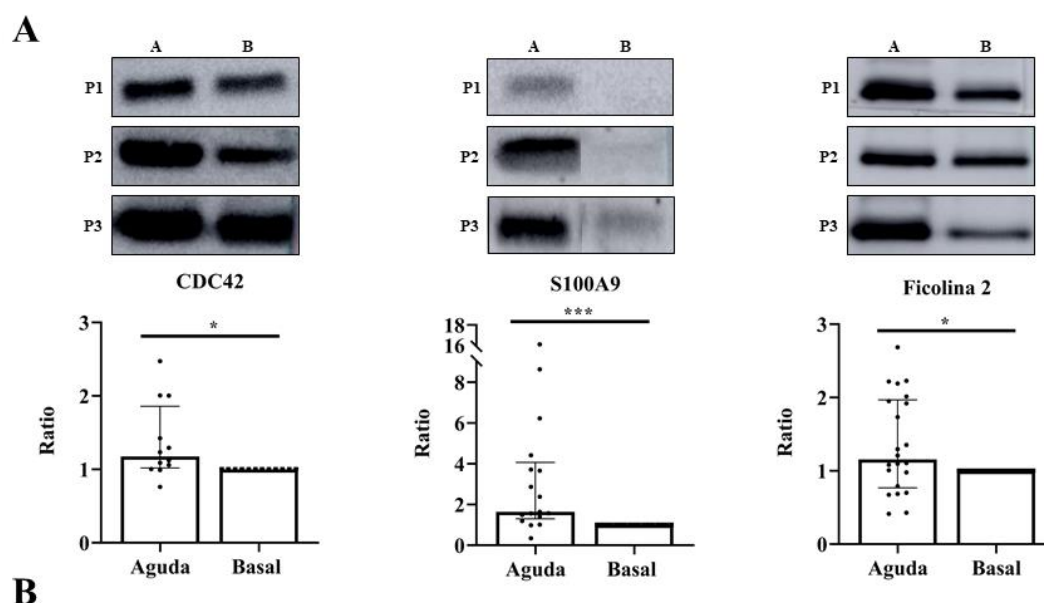 A
A B
P1
P2
P3
CDC42
A B
P1
P2
P3
S100A9
A B
P1
P2
P3
Ficolina 2
3
2
1
0
Ratio
*
Aguda Basal
18
16
8
6
4
2
0
Ratio
***
Aguda Basal
3
2
1
0
Ratio
*
Aguda Basal
B